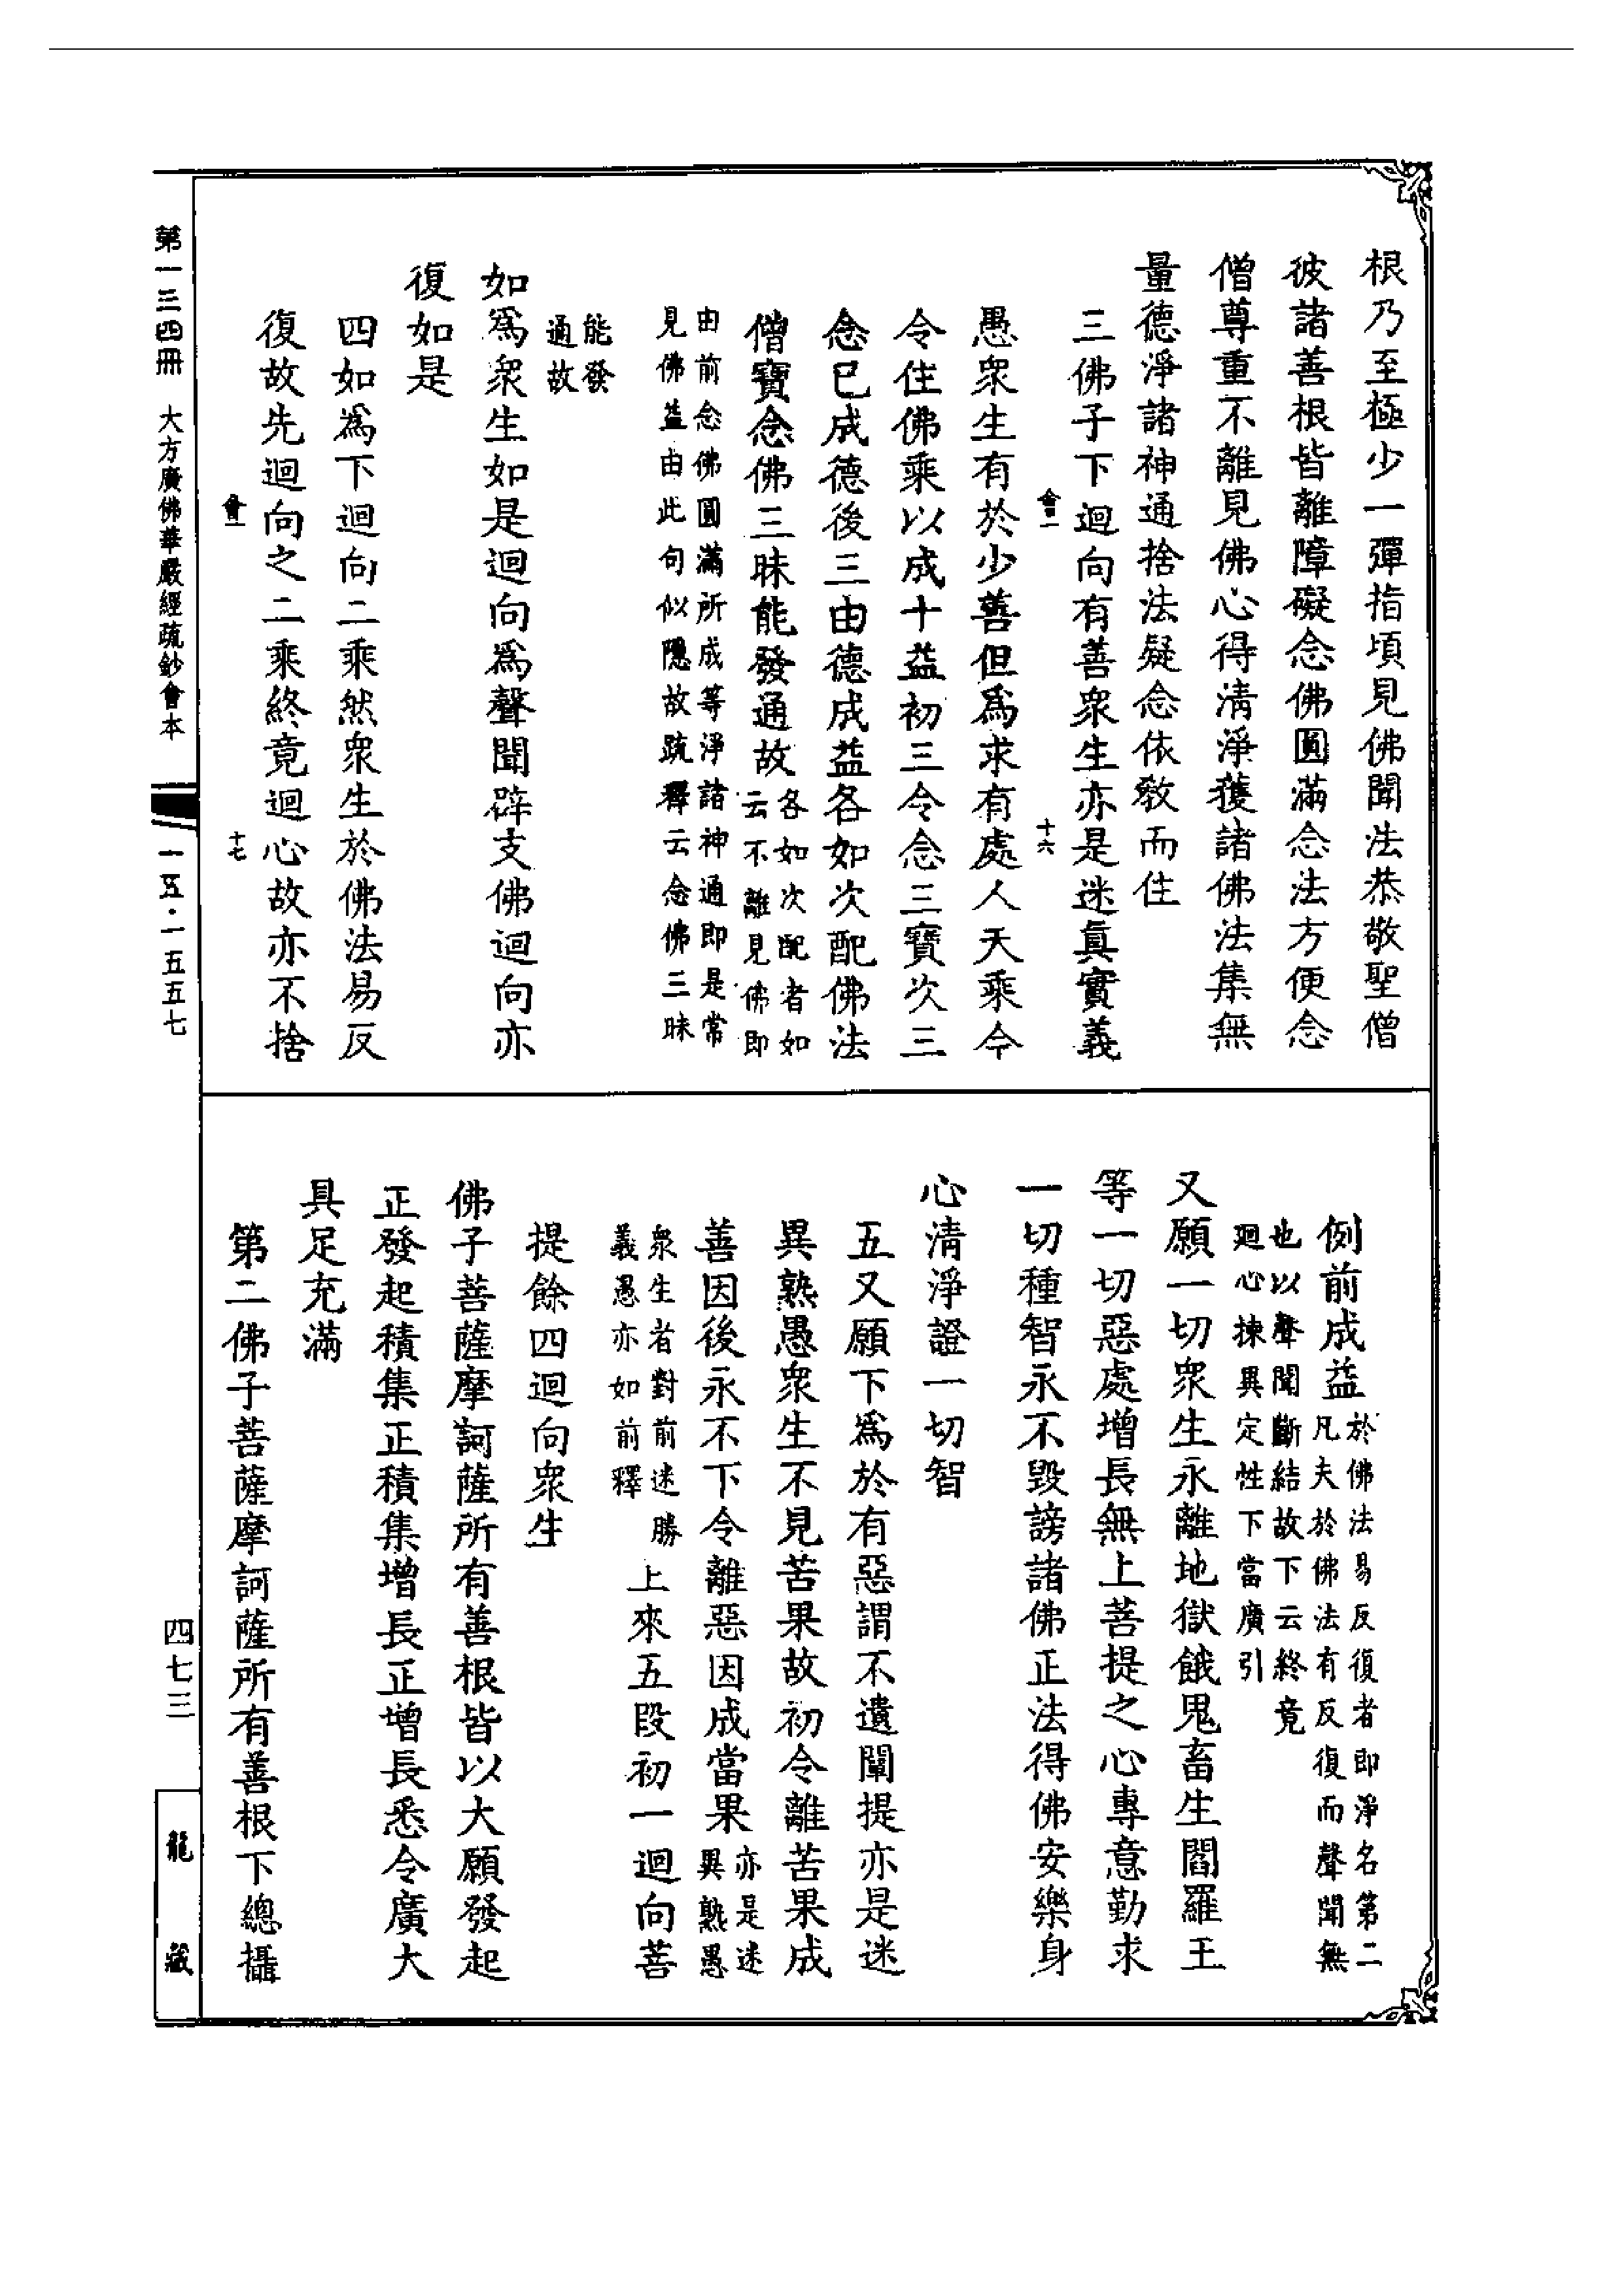 根乃至極少一彈指頃見佛聞法恭敬聖僧
彼諸善根皆離障礙念佛圓滿念法方便念
僧尊重不離見佛心得清淨獲諸佛法集無
量德淨諸神通捨法疑念依教而住
三佛子下迴向有善衆生亦是迷眞實義
會一 十六
愚衆生有於少善但爲求有處人天乘今
令住佛乘以成十益初三令念三寶次三
念已成德後三由德成益各如次配佛法
僧寶念佛三昧能發通故
各如次配者如
云不離見佛即
由前念佛圓滿所成等淨諸神通即是常
見佛益由此句似隱故䟽釋云念佛三昧
能發
通故
如爲衆生如是迴向爲聲聞辟支佛迴向亦
復如是
四如爲下迴向二乘然衆生於佛法易反
復故先迴向之二乘終竟迴心故亦不捨
會一 十七
第一三四冊 大方廣佛華嚴經疏鈔會本 一五·一五五七
例前成益
於佛法易反復者即淨名第二
凡夫於佛法有反復而聲聞無
也以聲聞斷結故下云終竟
迴心揀異定性下當廣引
又願一切衆生永離地獄餓鬼畜生閻羅王
等一切惡處增長無上菩提之心專意勤求
一切種智永不毀謗諸佛正法得佛安樂身
心清淨證一切智
五又願下爲於有惡謂不遺闡提亦是迷
異熟愚衆生不見苦果故初令離苦果成
善因後永不下令離惡因成當果
亦是迷
異熟愚
衆生者對前迷勝
義愚亦如前釋
上來五段初一迴向菩
提餘四迴向衆生
佛子菩薩摩訶薩所有善根皆以大願發起
正發起積集正積集增長正增長悉令廣大
具足充滿
第二佛子菩薩摩訶薩所有善根下總攝
四七三
龍藏